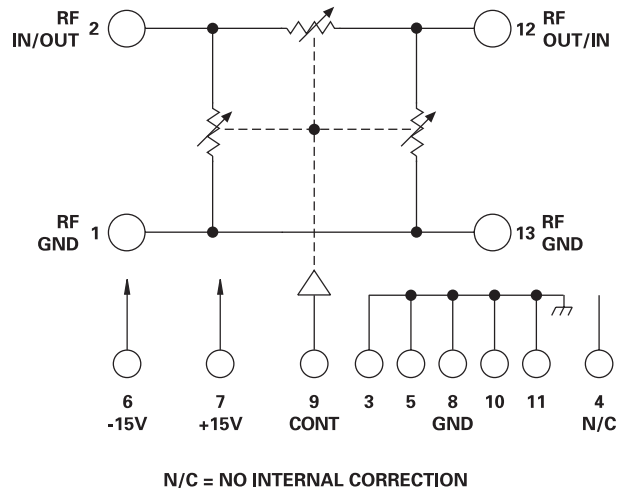 RF IN/OUT 2
12 RF OUT/IN
RF GND 1
13 RF GND
6 7 9 3 5 8 10 11 4
-15V +15V CONT GND N/C
N/C = NO INTERNAL CORRECTION